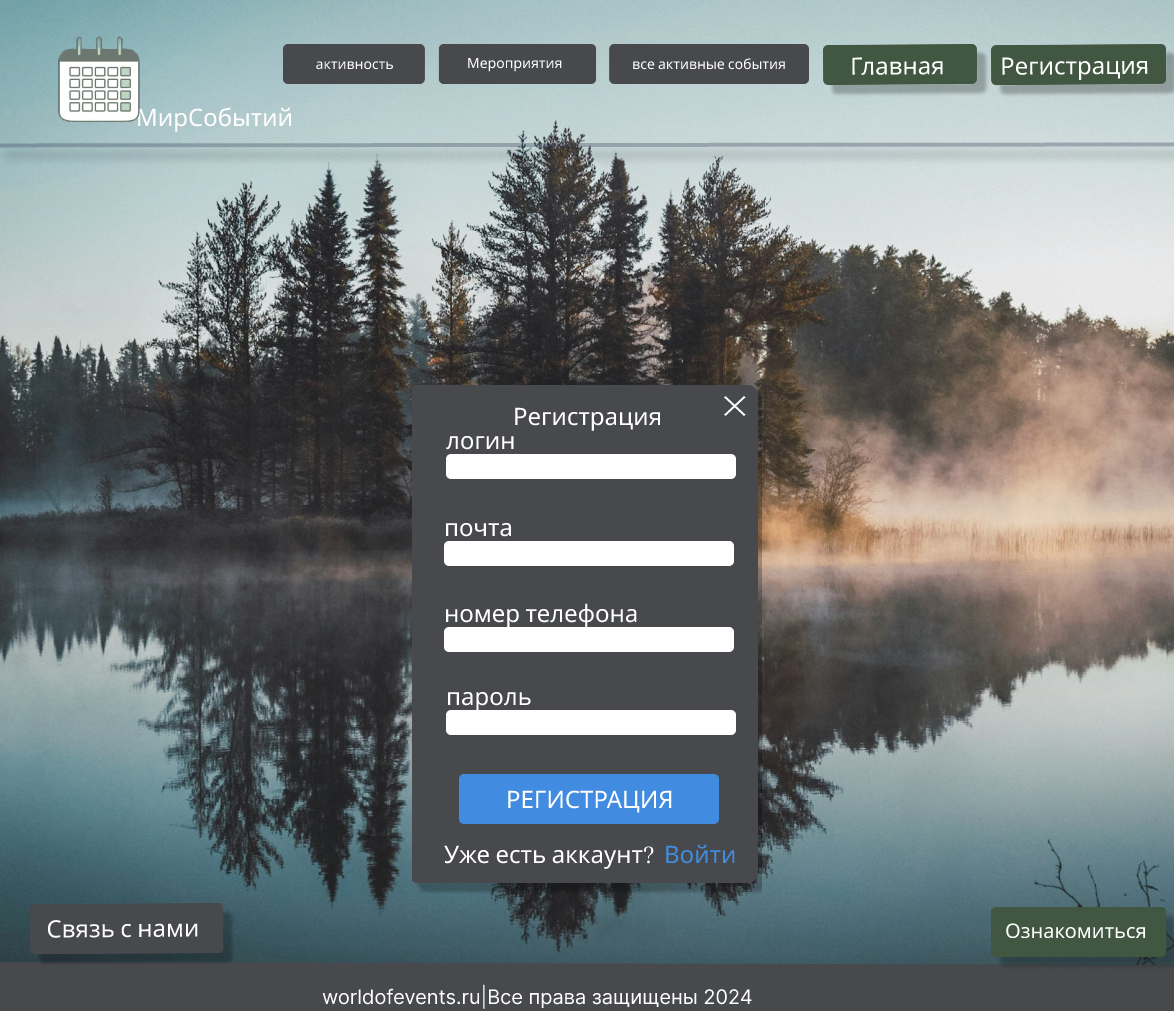 активность
Мероприятия
все активные события
Главная
Регистрация
МирСобытий
Регистрация
логин
почта
номер телефона
пароль
РЕГИСТРАЦИЯ
Уже есть аккаунт? Войти
Связь с нами
Ознакомиться
worldofevents.ru|Все права защищены 2024